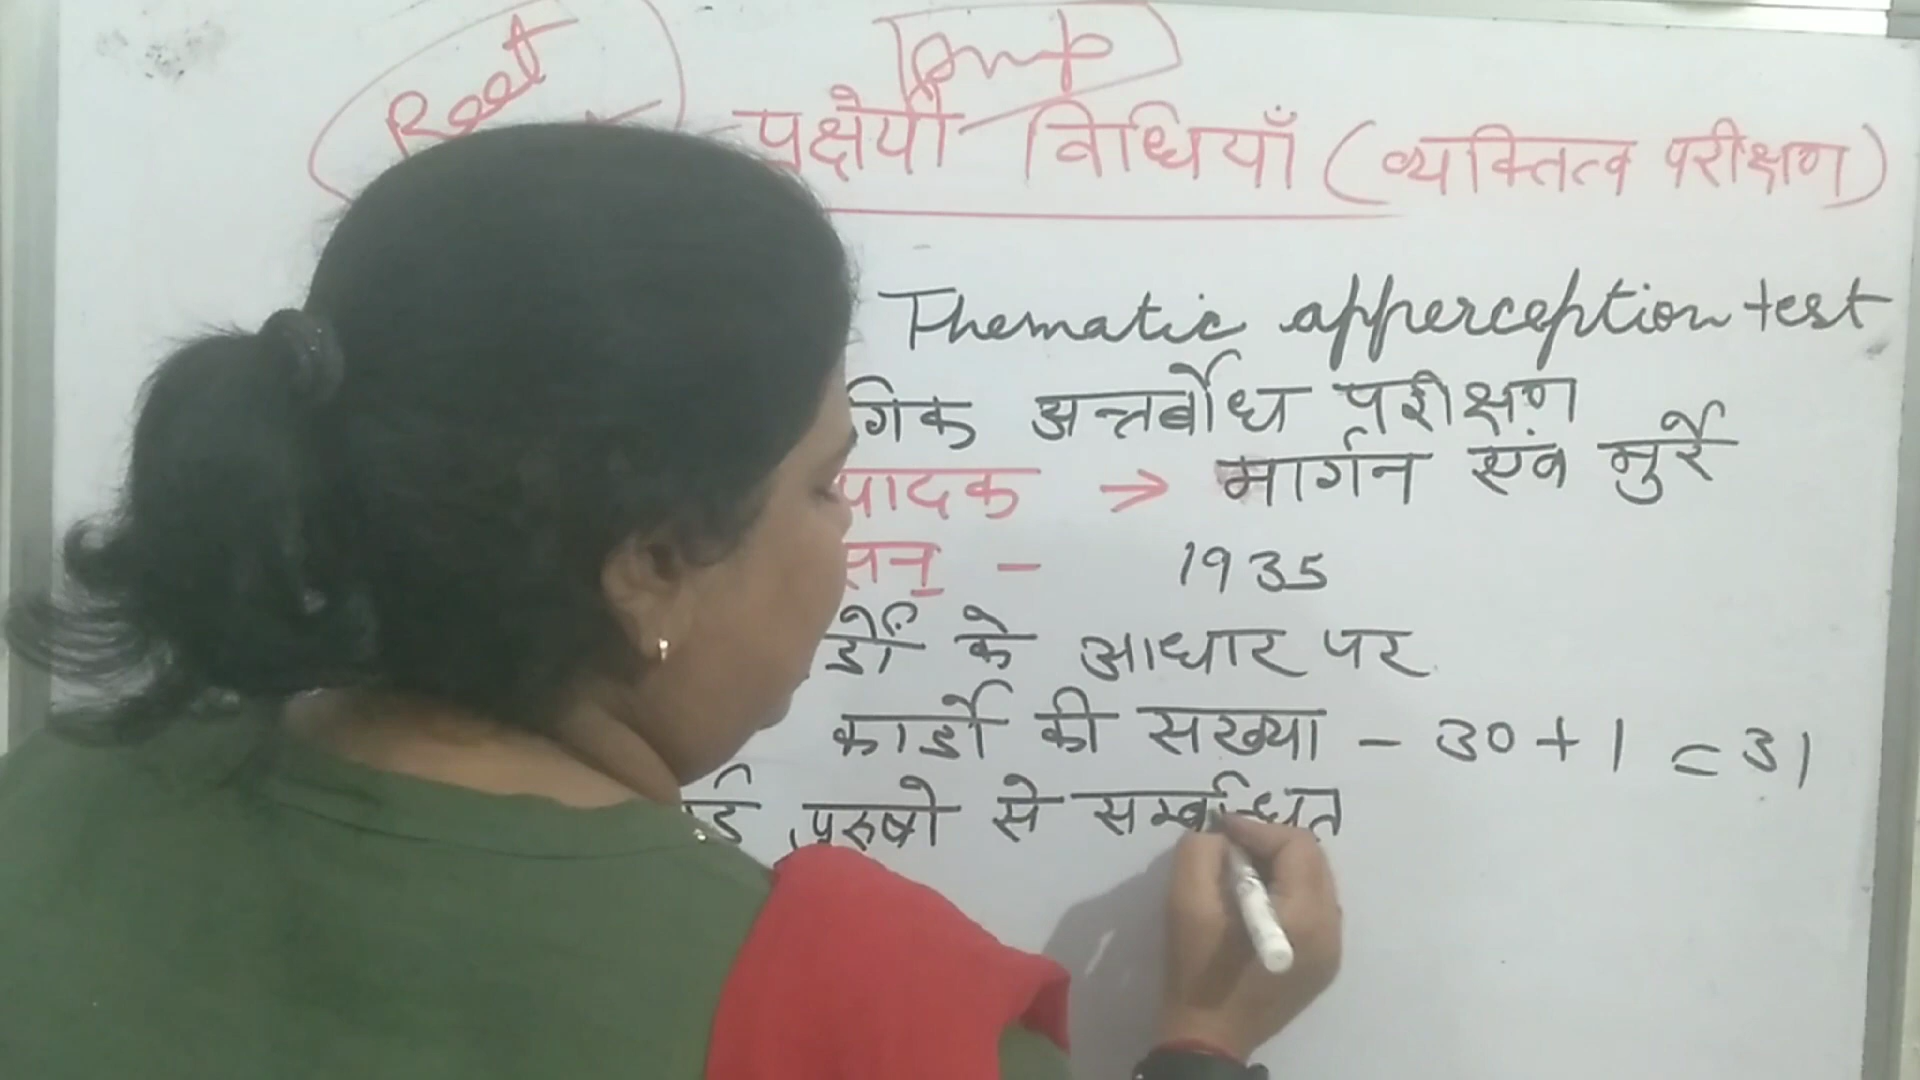 Reet
Imp
प्रक्षेपी विधियाँ (व्यक्तित्व परीक्षण)
Thematic apperception test
गिक अन्तर्बोध परीक्षण
पादक → मार्गन एवं मुर्रे
सन् - 1935
र्डों के आधार पर
कार्डो की सख्या - 30+1 = 31
र्ड पुरुषो से सम्बन्धित